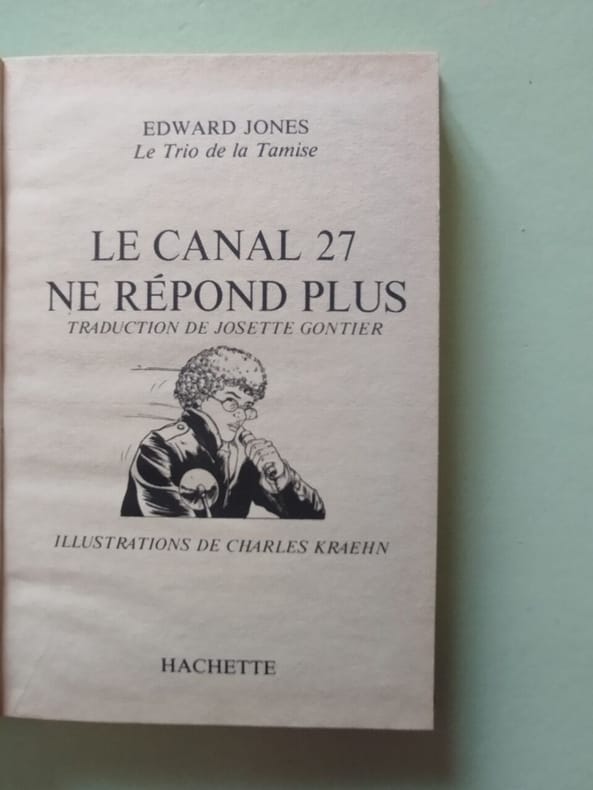 EDWARD JONES
Le Trio de la Tamise
LE CANAL 27
NE RÉPOND PLUS
TRADUCTION DE JOSETTE GONTIER
ILLUSTRATIONS DE CHARLES KRAEHN
HACHETTE